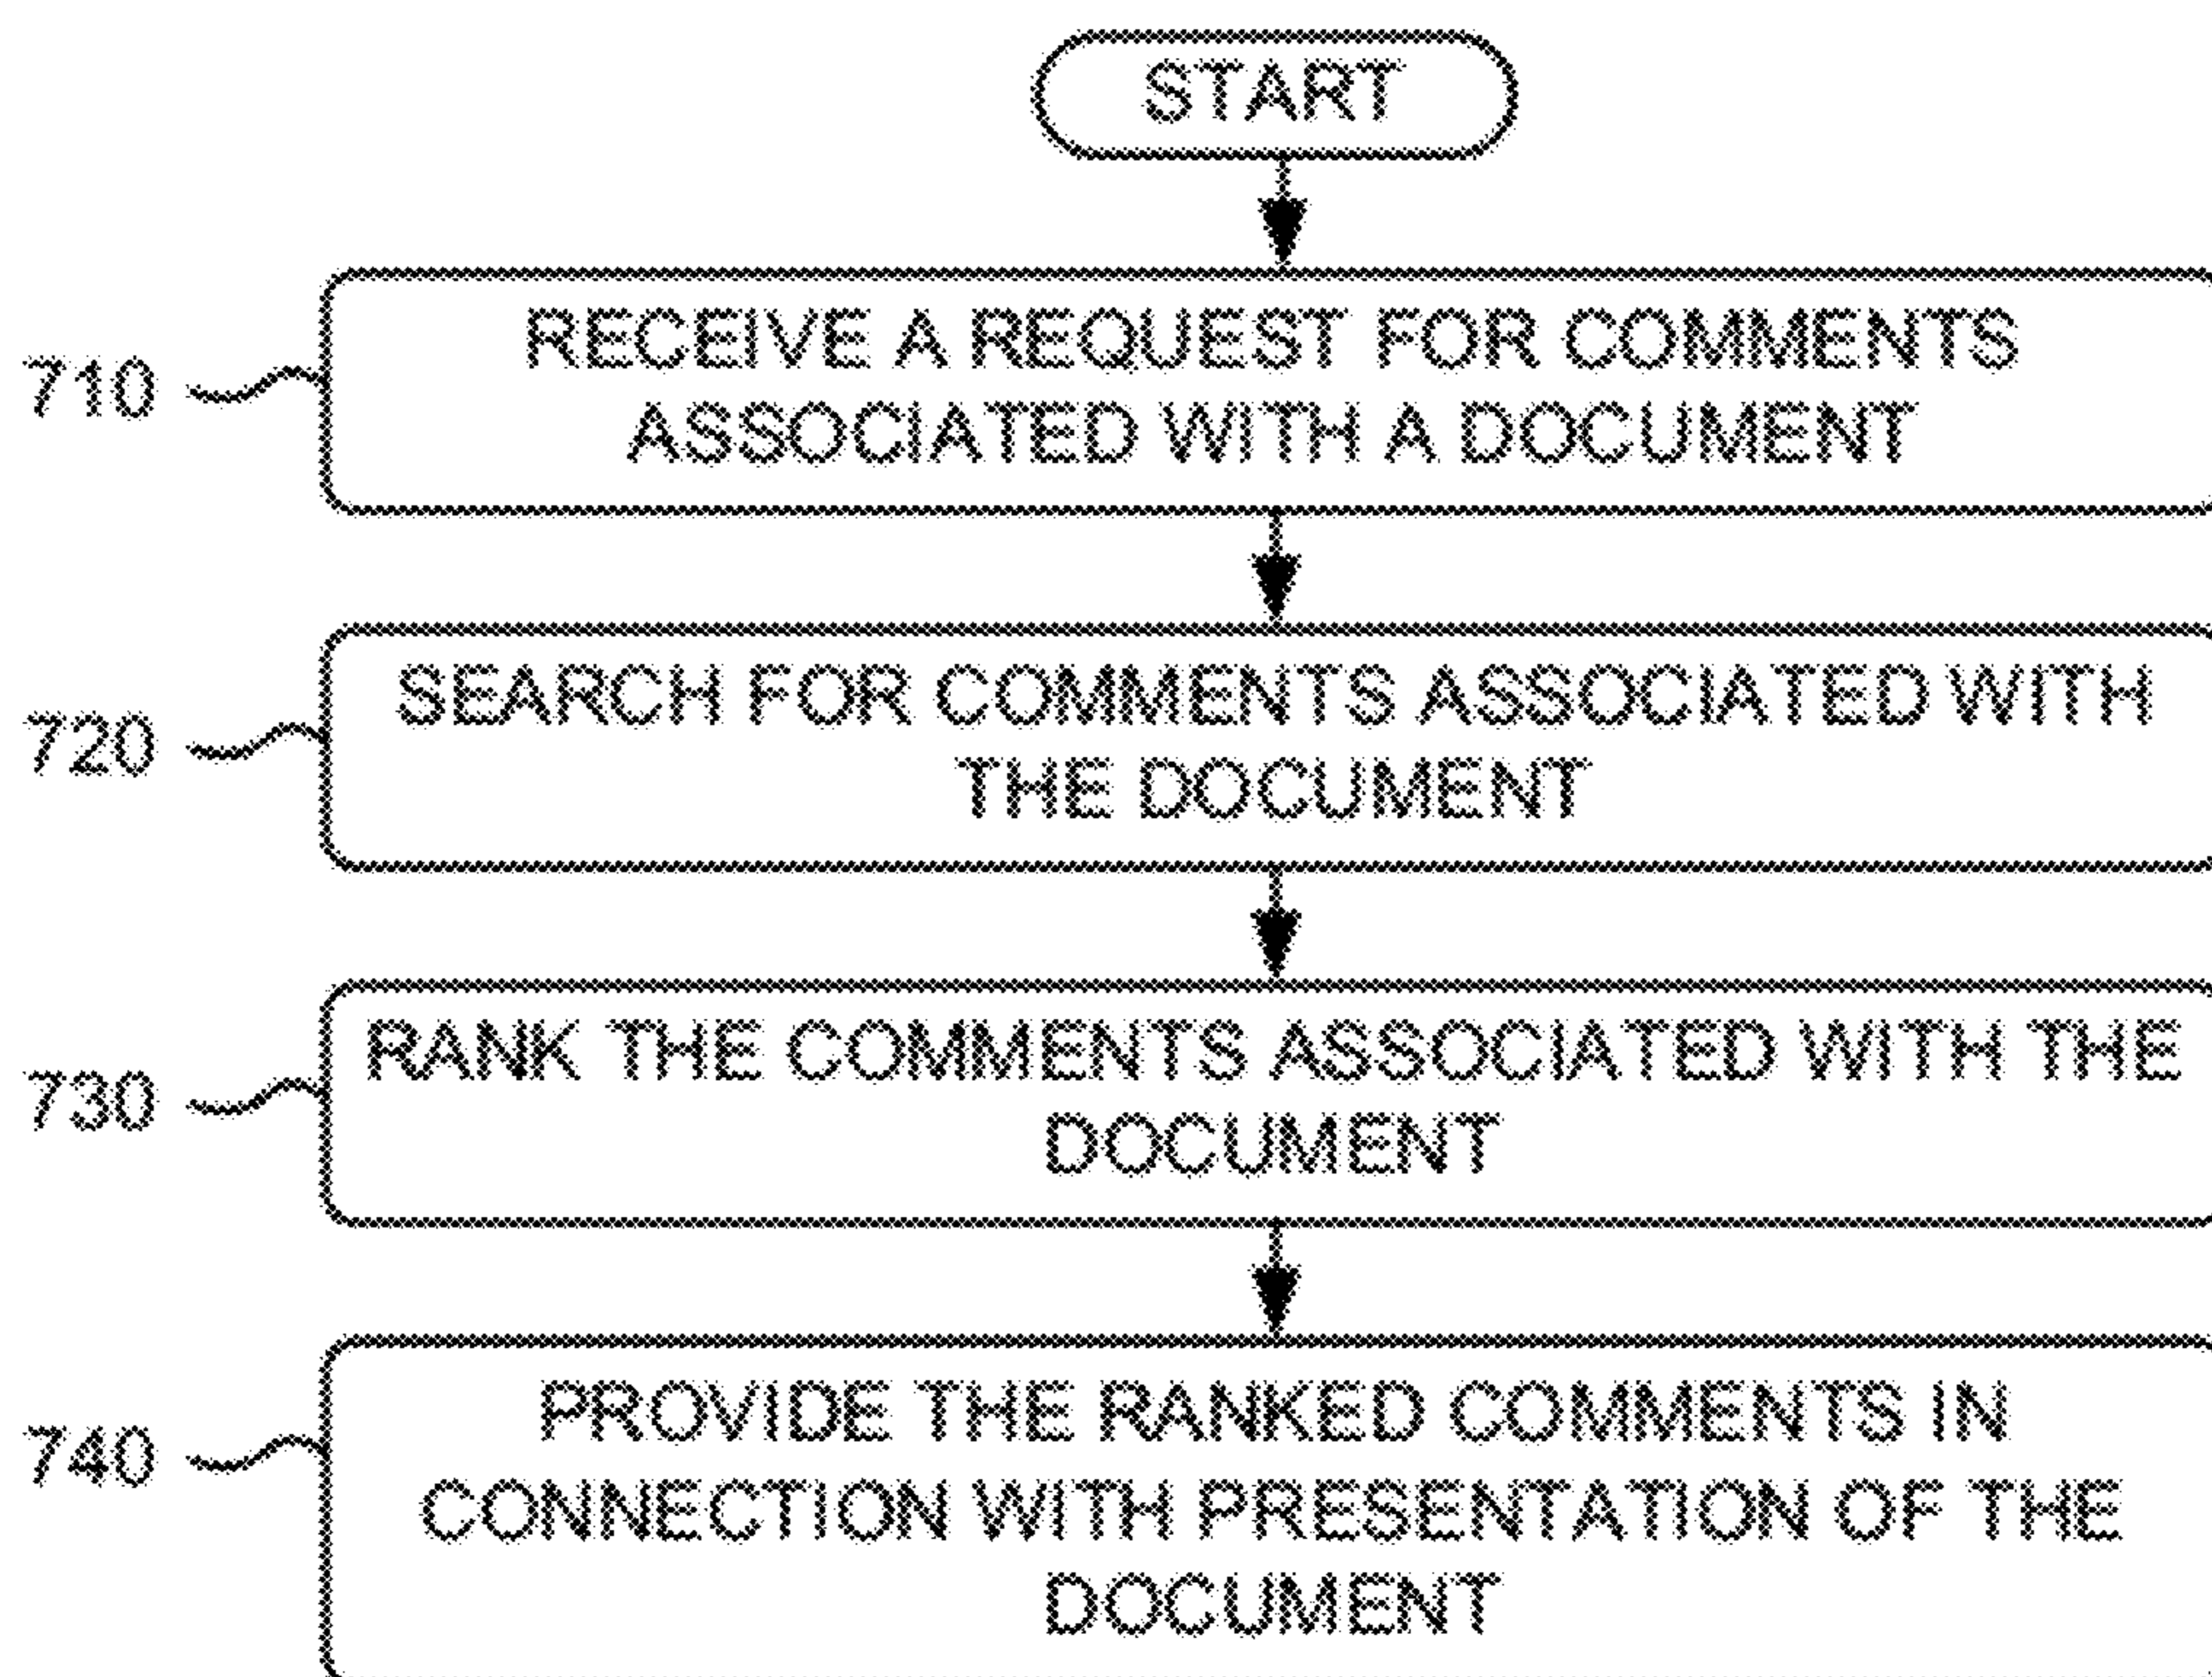 START
710
RECEIVE A REQUEST FOR COMMENTS
ASSOCIATED WITH A DOCUMENT
720
SEARCH FOR COMMENTS ASSOCIATED WITH
THE DOCUMENT
730
RANK THE COMMENTS ASSOCIATED WITH THE
DOCUMENT
740
PROVIDE THE RANKED COMMENTS IN
CONNECTION WITH PRESENTATION OF THE
DOCUMENT